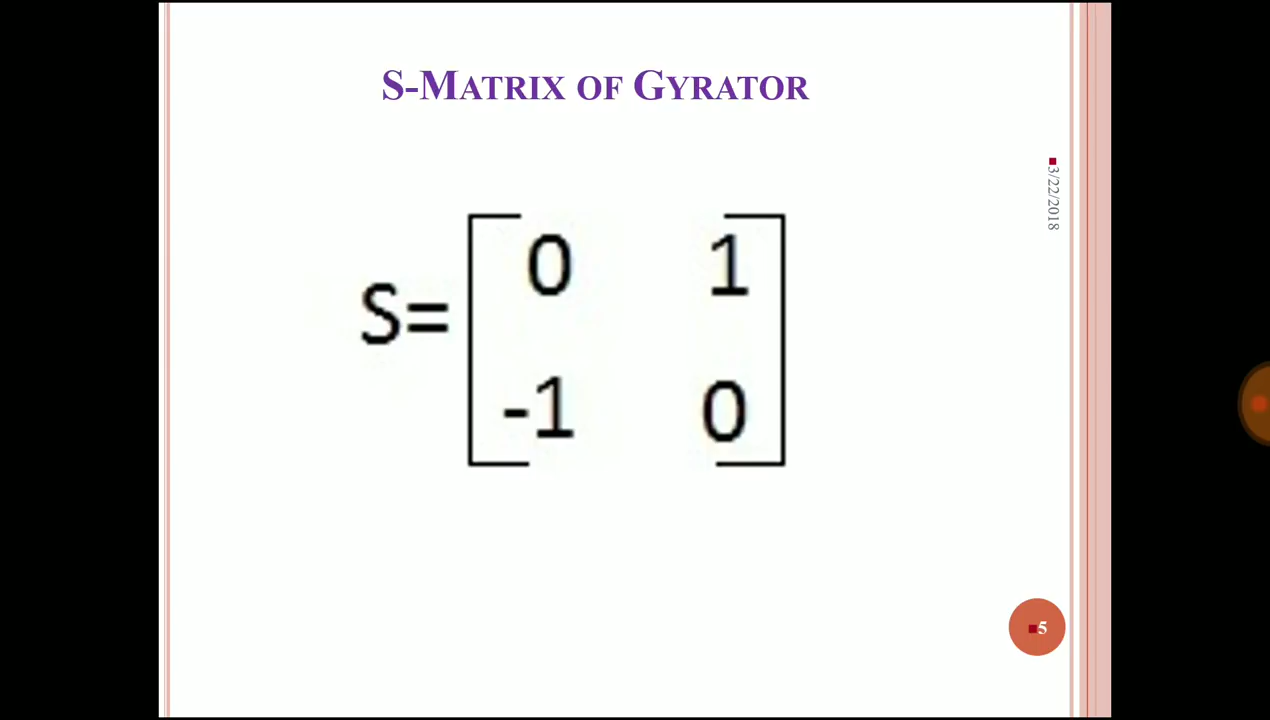 S-MATRIX OF GYRATOR
3/22/2018
S=
0 1
-1 0
5